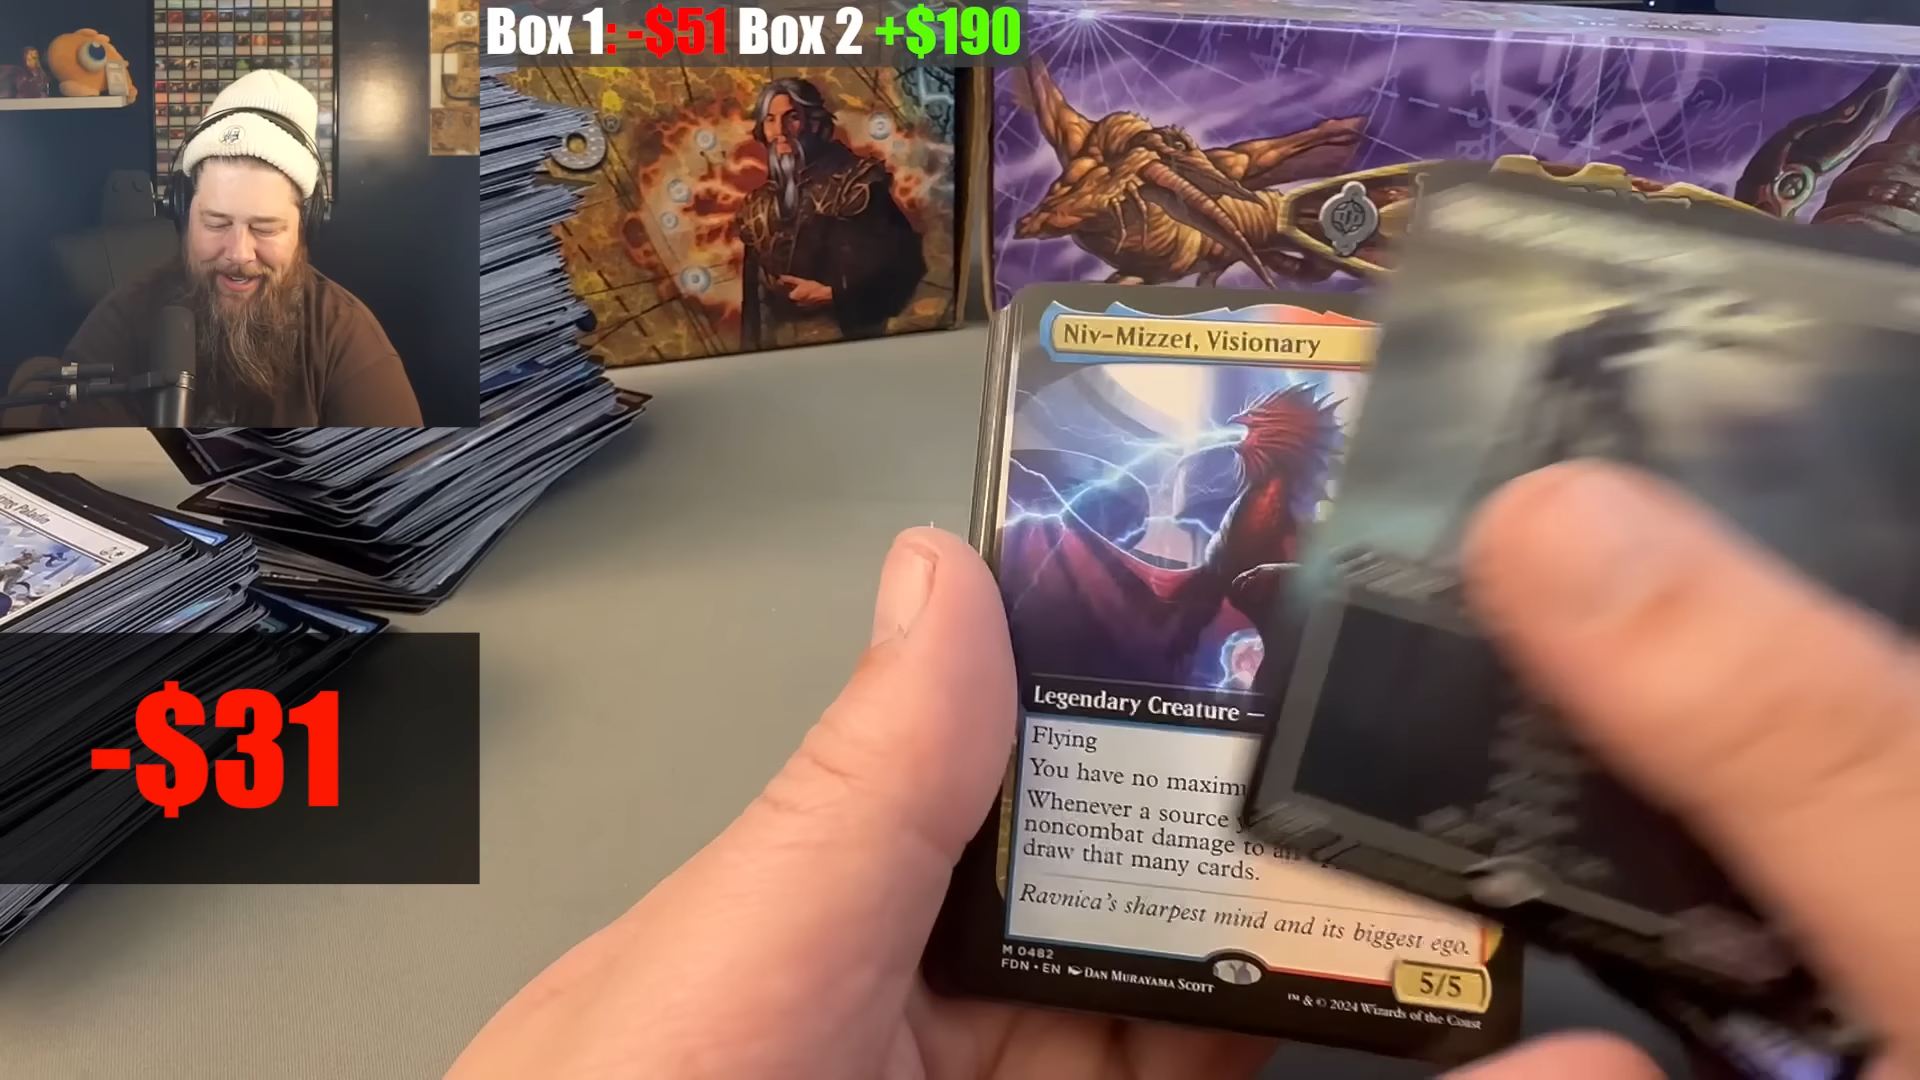 Box 1: -$51 Box 2 +$190
Niv-Mizzet, Visionary
Legendary Creature —
Flying
You have no maxim
Whenever a source y
noncombat damage to an
draw that many cards.
Ravnica's sharpest mind and its biggest ego.
M 0482
FDN • EN DAN MURAYAMA SCOTT
5/5
™ & © 2024 Wizards of the Coast
Paladin
-$31